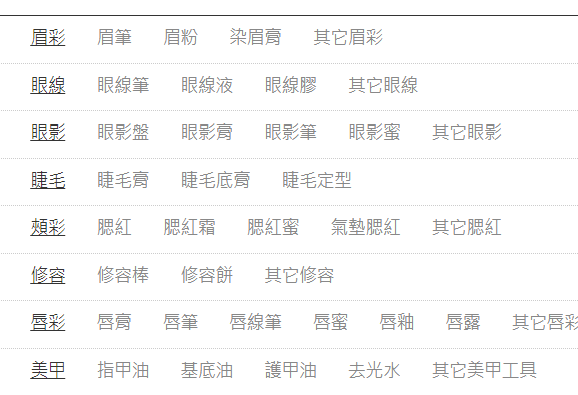 眉彩 眉筆 眉粉 染眉膏 其它眉彩
眼線 眼線筆 眼線液 眼線膠 其它眼線
眼影 眼影盤 眼影膏 眼影筆 眼影蜜 其它眼影
睫毛 睫毛膏 睫毛底膏 睫毛定型
頰彩 腮紅 腮紅霜 腮紅蜜 氣墊腮紅 其它腮紅
修容 修容棒 修容餅 其它修容
唇彩 唇膏 唇筆 唇線筆 唇蜜 唇釉 唇露 其它唇彩
美甲 指甲油 基底油 護甲油 去光水 其它美甲工具